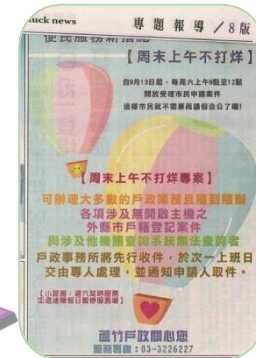 luck news
專題報導/8版
便民服務新措施
【周末上午不打烊】
自9月13日起，每周六上午9點至12點
開放受理市民申請案件
這樣市民就不需要再請假洽公了喔!
【周末上午不打烊專案】
可辦理大多數的戶政業務且隨到隨辦
各項涉及無開啟主機之
外縣市戶籍登記案件
與涉及他機關查詢系統無法查詢者
戶政事務所將先行收件，於次一上班日
交由專人處理，並通知申請人取件。
蘆竹戶政關心您
服務專線：03-3226227